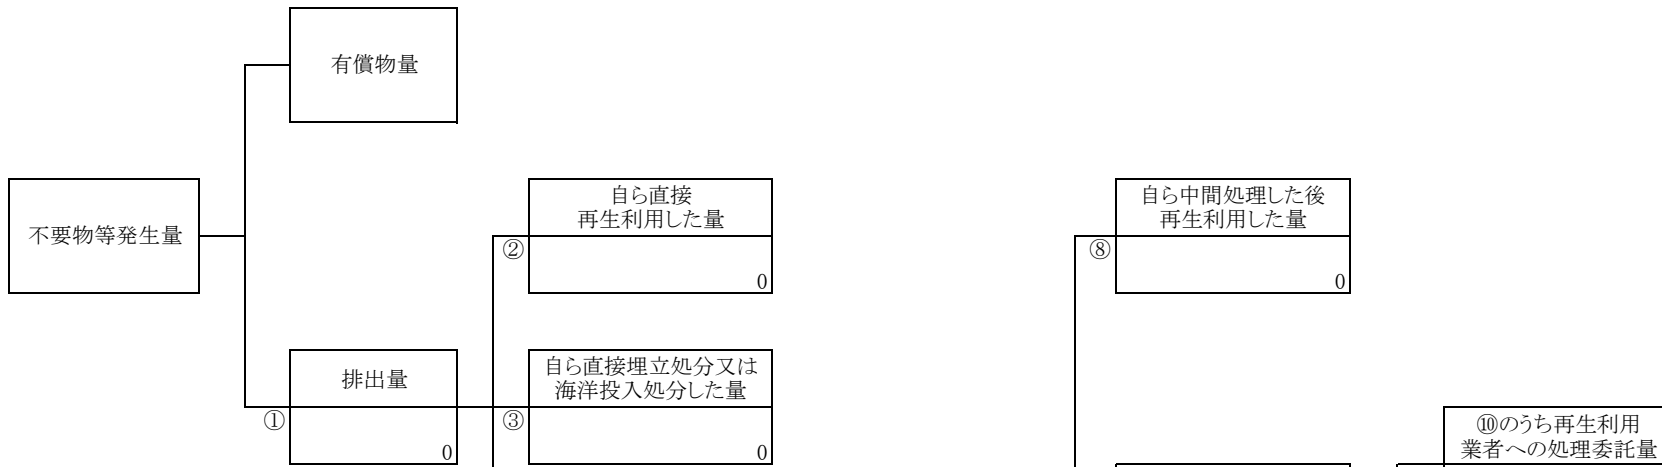 有償物量
不要物等発生量
自ら直接
再生利用した量
②
0
自ら中間処理した後
再生利用した量
⑧
0
排出量
①
0
自ら直接埋立処分又は
海洋投入処分した量
③
0
⑩のうち再生利用
業者への処理委託量